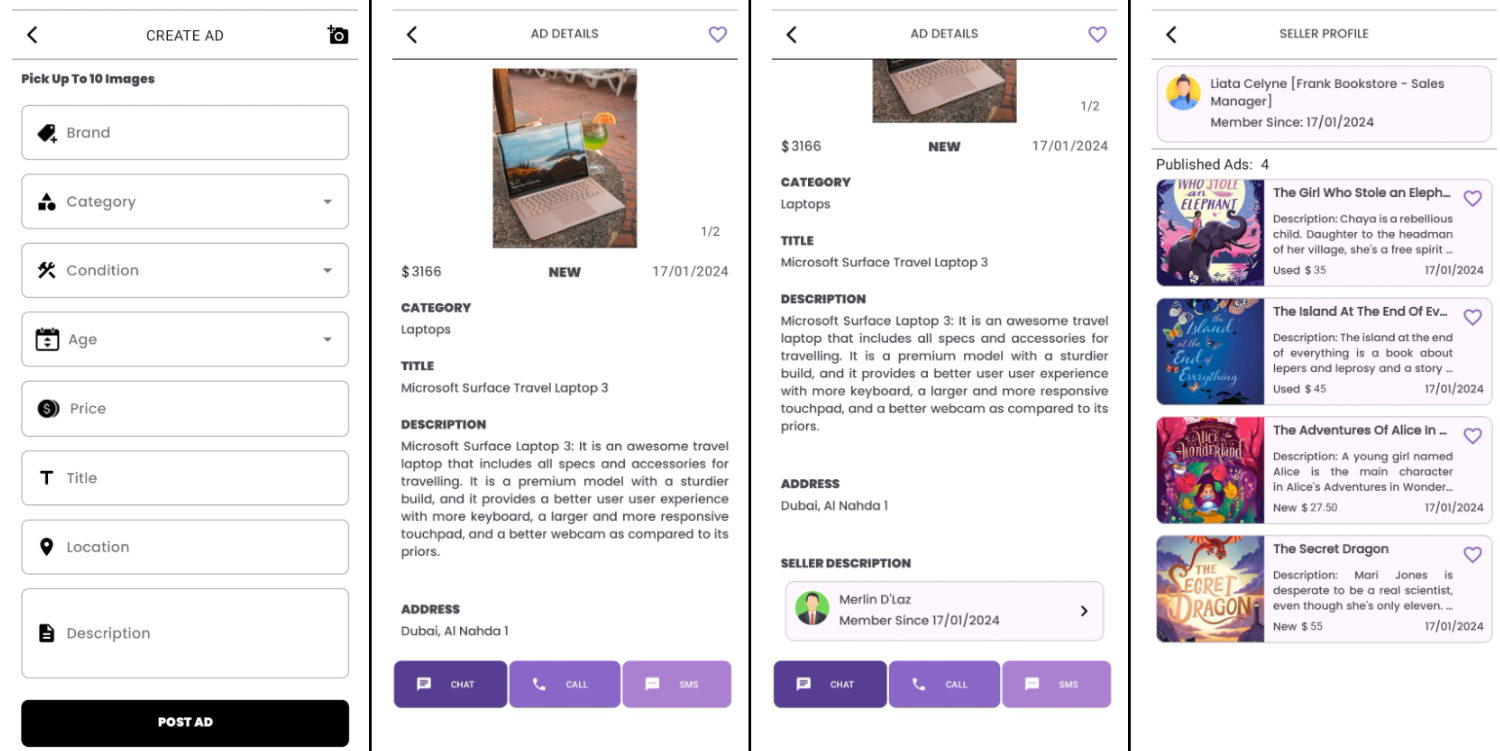 CREATE AD
Pick Up To 10 Images
Brand
Category
Condition
Age
Price
Title
Location
Description
POST AD
AD DETAILS
1/2
$3166 NEW 17/01/2024
CATEGORY
Laptops
TITLE
Microsoft Surface Travel Laptop 3
DESCRIPTION
Microsoft Surface Laptop 3: It is an awesome travel
laptop that includes all specs and accessories for
travelling. It is a premium model with a sturdier
build, and it provides a better user user experience
with more keyboard, a larger and more responsive
touchpad, and a better webcam as compared to its
priors.
ADDRESS
Dubai, Al Nahda 1
CHAT CALL SMS
AD DETAILS
1/2
$3166 NEW 17/01/2024
CATEGORY
Laptops
TITLE
Microsoft Surface Travel Laptop 3
DESCRIPTION
Microsoft Surface Laptop 3: It is an awesome travel
laptop that includes all specs and accessories for
travelling. It is a premium model with a sturdier
build, and it provides a better user user experience
with more keyboard, a larger and more responsive
touchpad, and a better webcam as compared to its
priors.
ADDRESS
Dubai, Al Nahda 1
SELLER DESCRIPTION
Merlin D'Laz
Member Since 17/01/2024
CHAT CALL SMS
SELLER PROFILE
Liata Celyne [Frank Bookstore - Sales
Manager]
Member Since: 17/01/2024
Published Ads: 4
WHO STOLE
an
ELEPHANT
The Girl Who Stole an Eleph...
Description: Chaya is a rebellious
child. Daughter to the headman
of her village, she's a free spirit ...
Used $ 35 17/01/2024
the
Island
at the
End of
Everything
The Island At The End Of Ev...
Description: The island at the end
of everything is a book about
lepers and leprosy and a story ...
Used $ 45 17/01/2024
Alice in
Wonderland
The Adventures Of Alice In ...
Description: A young girl named
Alice is the main character
in Alice's Adventures in Wonder...
New $ 27.50 17/01/2024
THE
SECRET
DRAGON
The Secret Dragon
Description: Mari Jones is
desperate to be a real scientist,
even though she's only eleven. ...
New $ 55 17/01/2024